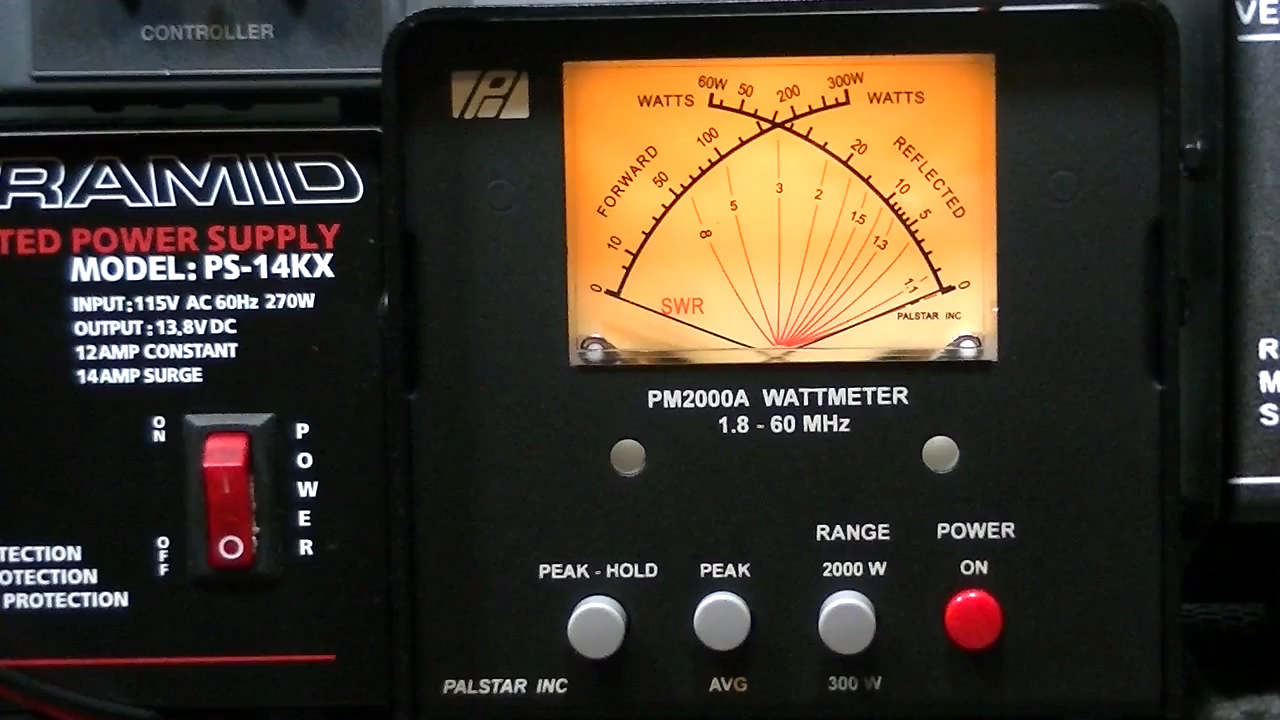 CONTROLLER
RAMID
TED POWER SUPPLY
MODEL: PS-14KX
INPUT: 115V AC 60Hz 270W
OUTPUT: 13,8V DC
12 AMP CONSTANT
14 AMP SURGE
ON
POWER
OFF
TECTION
OTECTION
PROTECTION
60W 50 200 300W
WATTS WATTS
100 20
FORWARD REFLECTED
50 10
10 5
0 0
3
2
5
1.5
8
1.3
1.1
SWR
PALSTAR INC
PM2000A WATTMETER
1.8 - 60 MHz
RANGE POWER
PEAK - HOLD PEAK 2000 W ON
PALSTAR INC AVG 300 W
VE
R
M
S